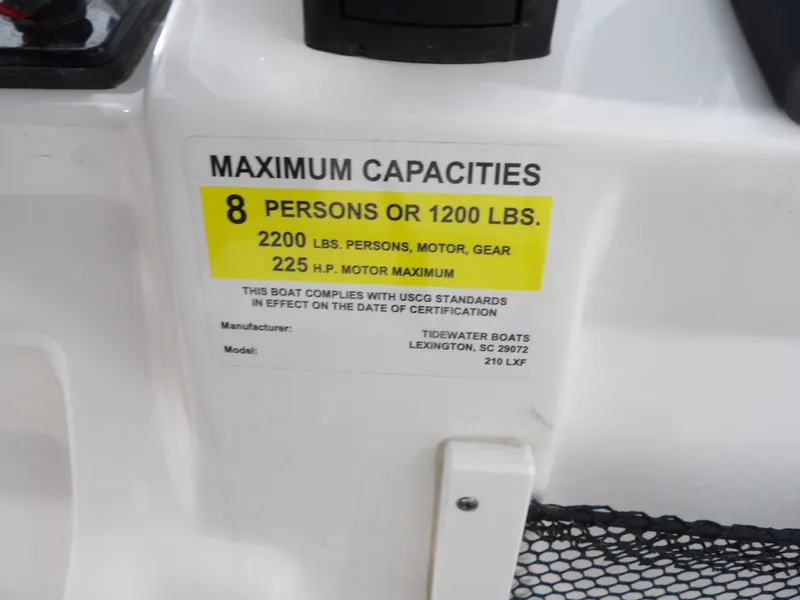 MAXIMUM CAPACITIES
8 PERSONS OR 1200 LBS.
2200 LBS. PERSONS, MOTOR, GEAR
225 H.P. MOTOR MAXIMUM
THIS BOAT COMPLIES WITH USCG STANDARDS
IN EFFECT ON THE DATE OF CERTIFICATION
Manufacturer: TIDEWATER BOATS
LEXINGTON, SC 29072
Model: 210 LXF